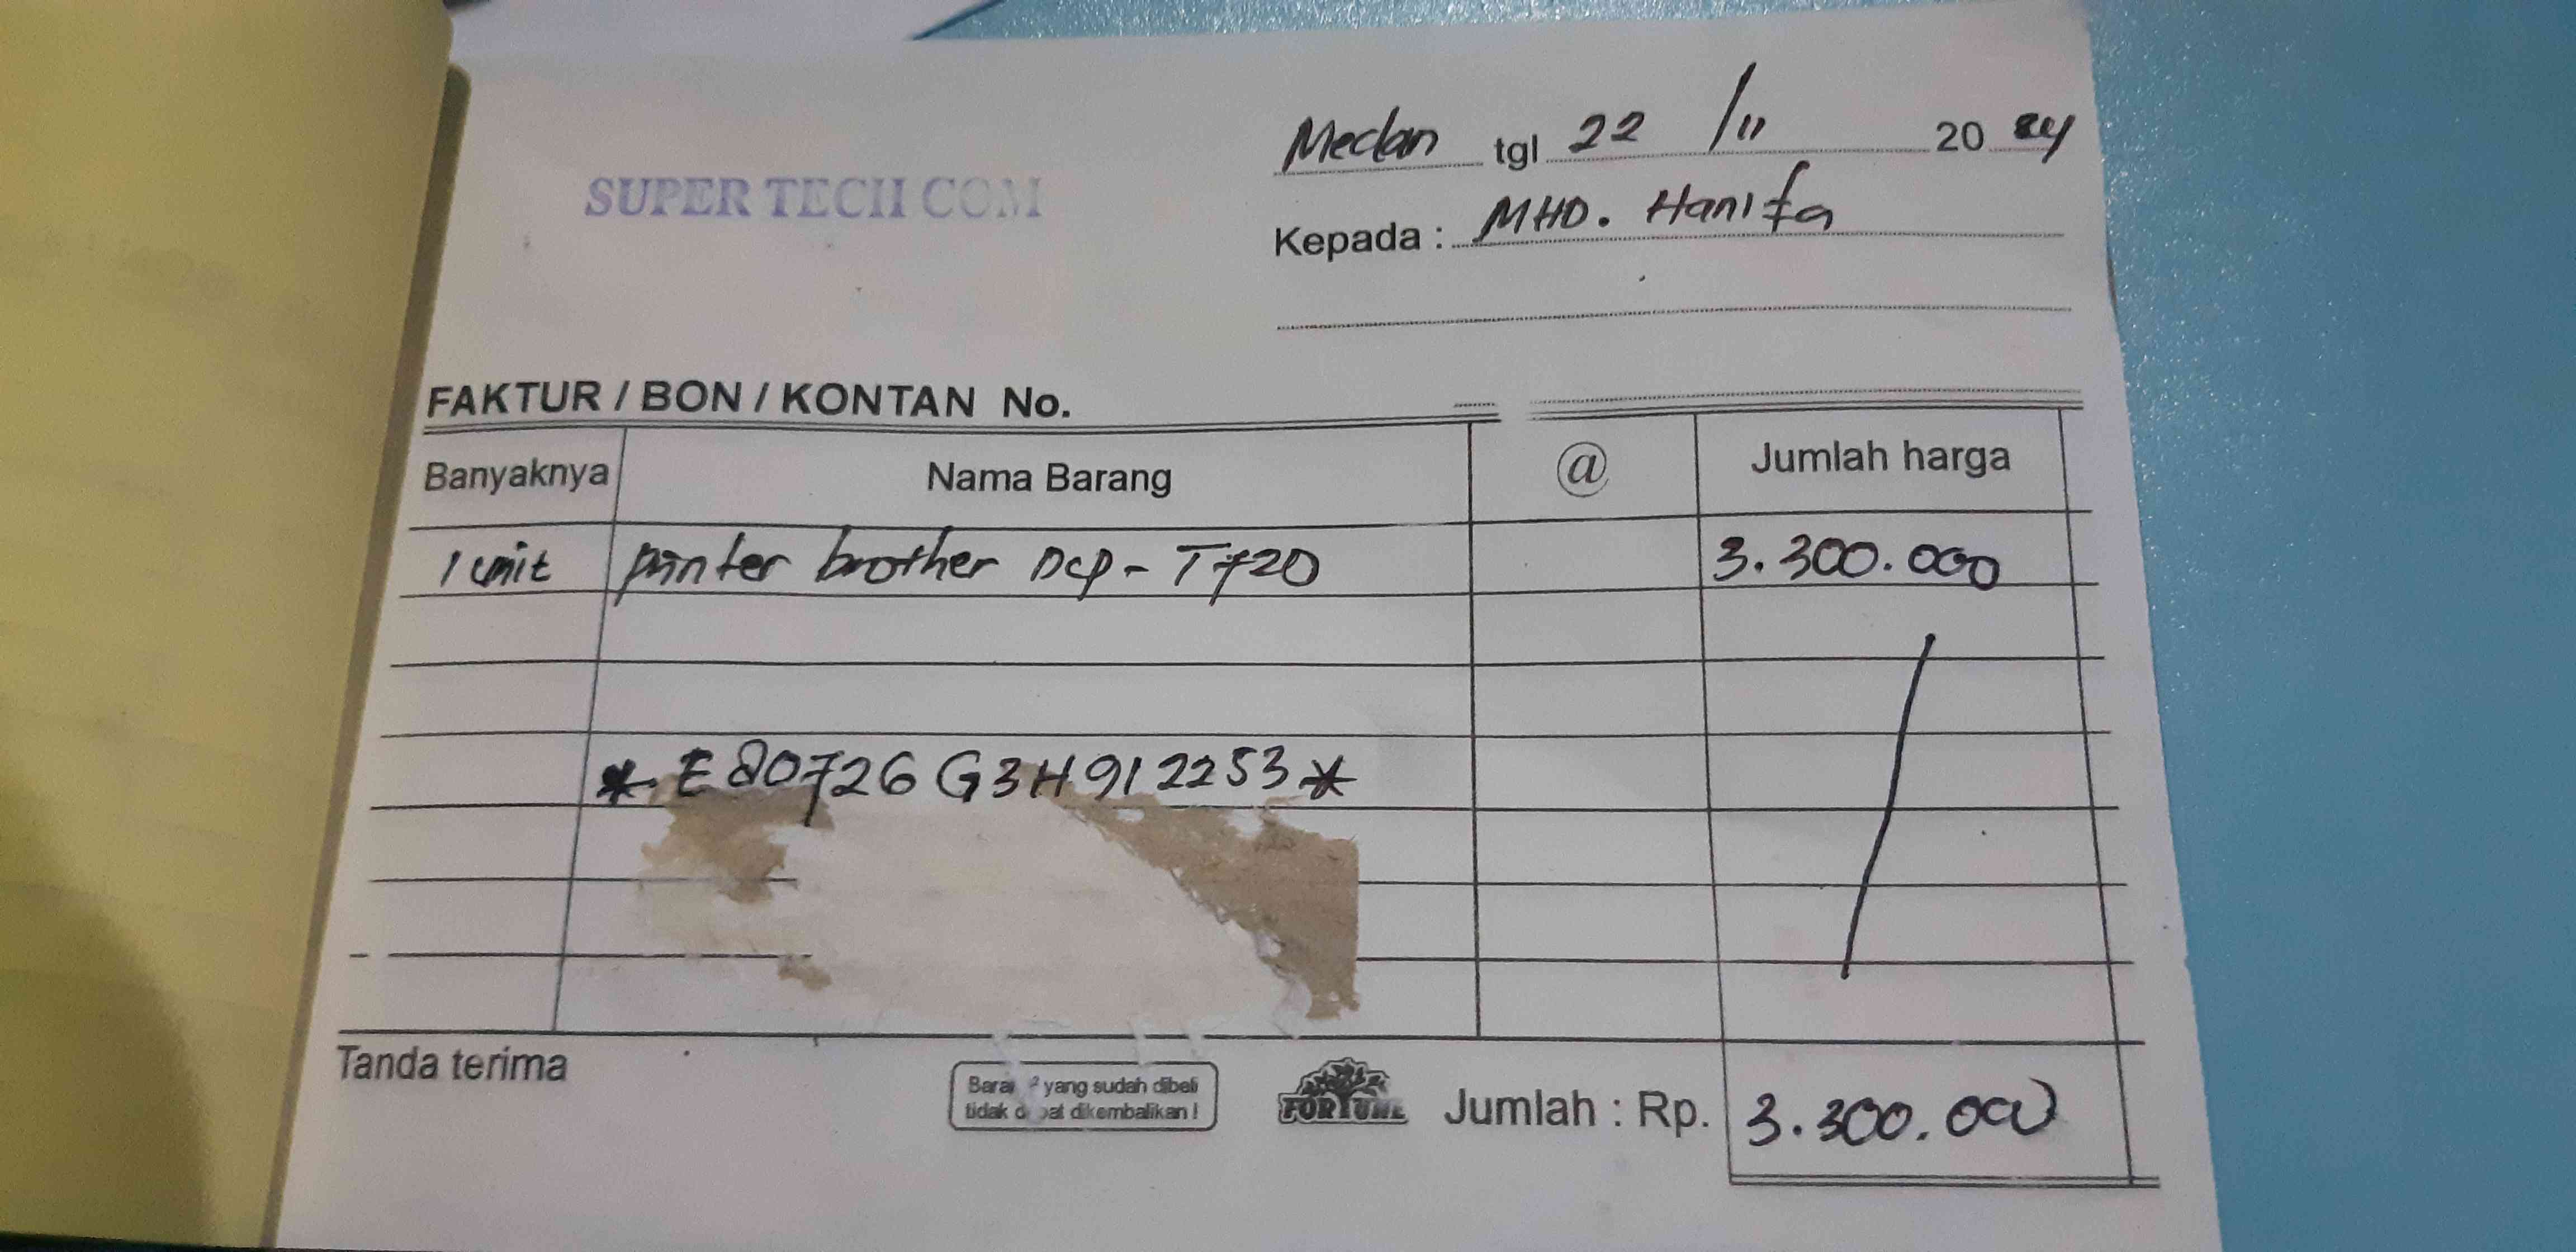 SUPER TECH COM
Medan tgl 22 / 11 20 24
Kepada : MHD. Hanifa
FAKTUR / BON / KONTAN No.
Banyaknya Nama Barang @ Jumlah harga
1 unit printer brother DCP - T720 3.300.000
* E80726G3H912253 *
Tanda terima
Barang² yang sudah dibeli
tidak dapat dikembalikan !
FORTUNE
Jumlah : Rp. 3.300.000